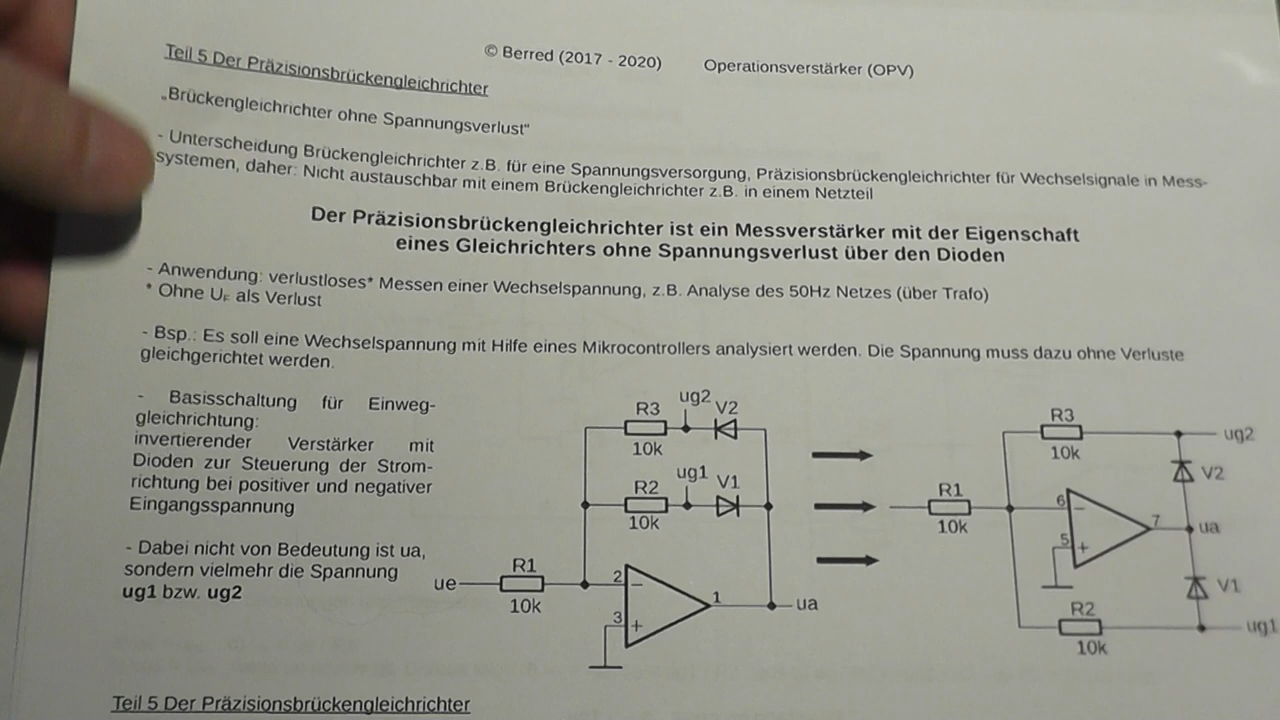 Teil 5 Der Präzisionsbrückengleichrichter
© Berred (2017 - 2020)
Operationsverstärker (OPV)
„Brückengleichrichter ohne Spannungsverlust“
- Unterscheidung Brückengleichrichter z.B. für eine Spannungsversorgung, Präzisionsbrückengleichrichter für Wechselsignale in Mess-
systemen, daher: Nicht austauschbar mit einem Brückengleichrichter z.B. in einem Netzteil
Der Präzisionsbrückengleichrichter ist ein Messverstärker mit der Eigenschaft
eines Gleichrichters ohne Spannungsverlust über den Dioden
- Anwendung: verlustloses* Messen einer Wechselspannung, z.B. Analyse des 50Hz Netzes (über Trafo)
* Ohne UF als Verlust
- Bsp.: Es soll eine Wechselspannung mit Hilfe eines Mikrocontrollers analysiert werden. Die Spannung muss dazu ohne Verluste
gleichgerichtet werden.
- Basisschaltung für Einweg-
gleichrichtung:
invertierender Verstärker mit
Dioden zur Steuerung der Strom-
richtung bei positiver und negativer
Eingangsspannung
- Dabei nicht von Bedeutung ist ua,
sondern vielmehr die Spannung
ug1 bzw. ug2
R3 ug2 V2
10k
R2 ug1 V1
10k
ue R1 2 −
10k
1 ua
3 +
R3
10k
ug2
V2
R1
10k
6 −
7 ua
5 +
V1
R2
10k
ug1
Teil 5 Der Präzisionsbrückengleichrichter